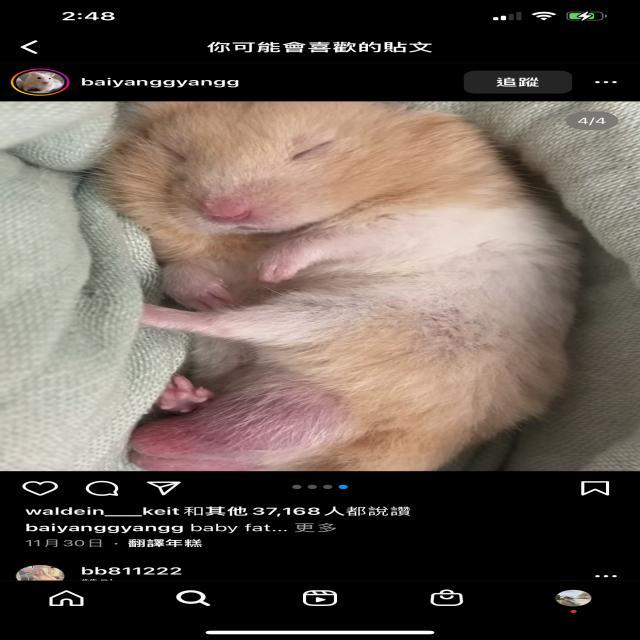 2:48
你可能會喜歡的貼文
baiyanggyangg
追蹤
4/4
waldein____keit 和其他 37,168 人都說讚
baiyanggyangg baby fat... 更多
11月30日 · 翻譯年糕
bb811222